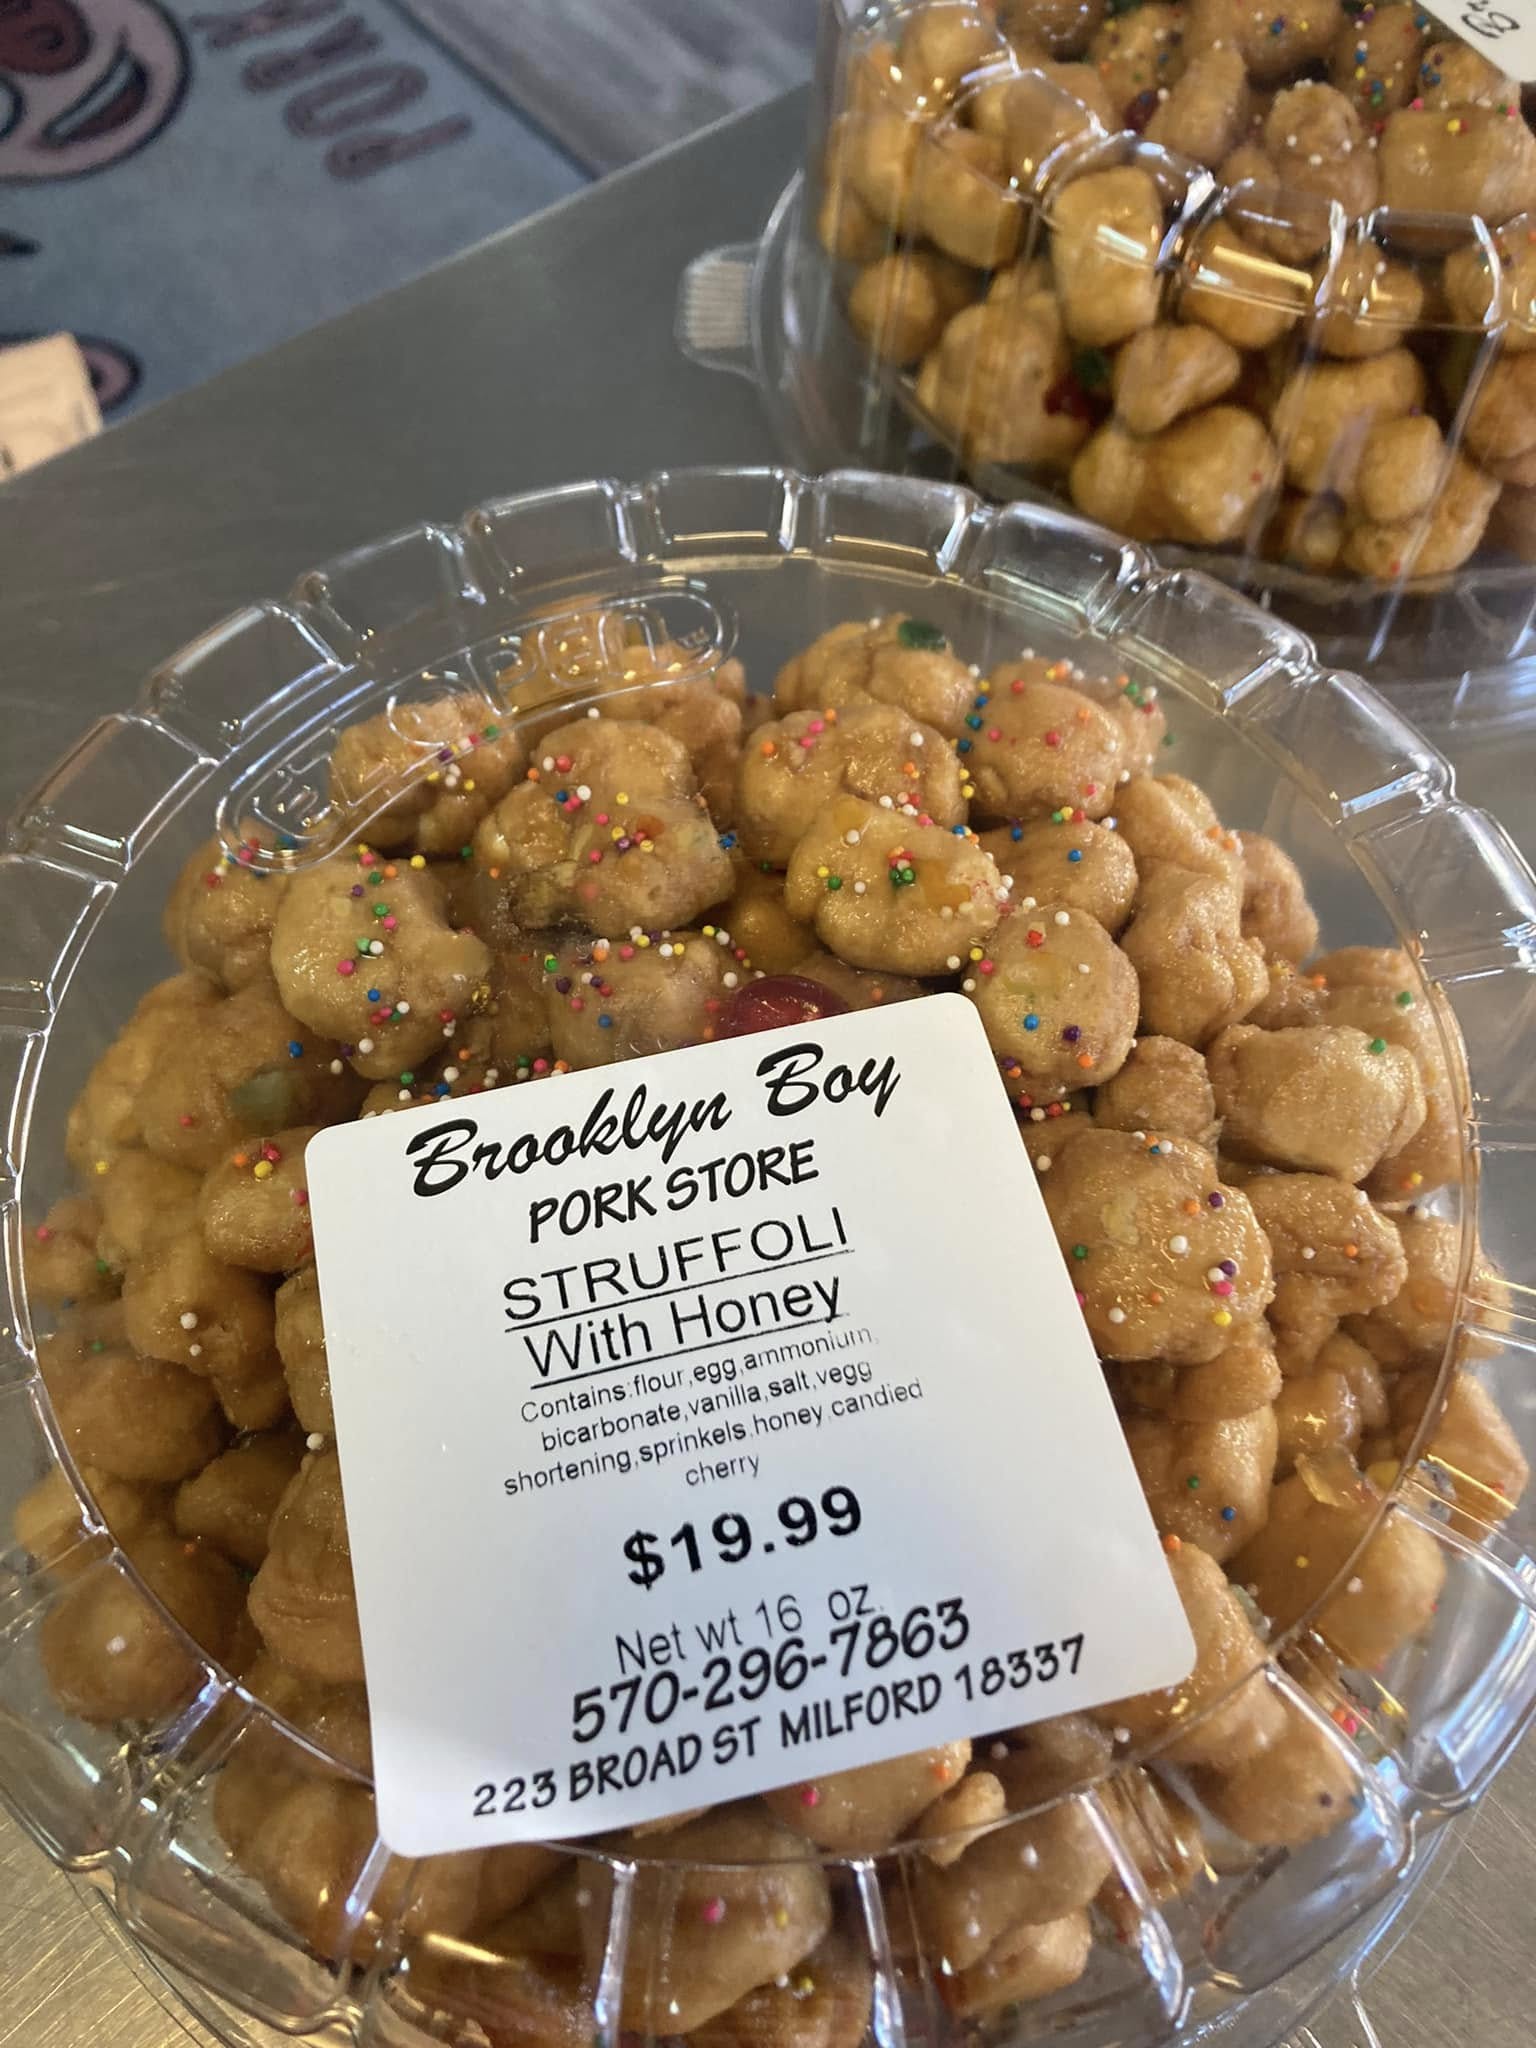 PORK
Brooklyn Boy
PORK STORE
STRUFFOLI
With Honey
Contains:flour,egg,ammonium,
bicarbonate,vanilla,salt,vegg
shortening,sprinkels,honey,candied
cherry
$19.99
Net wt 16 oz.
570-296-7863
223 BROAD ST MILFORD 18337